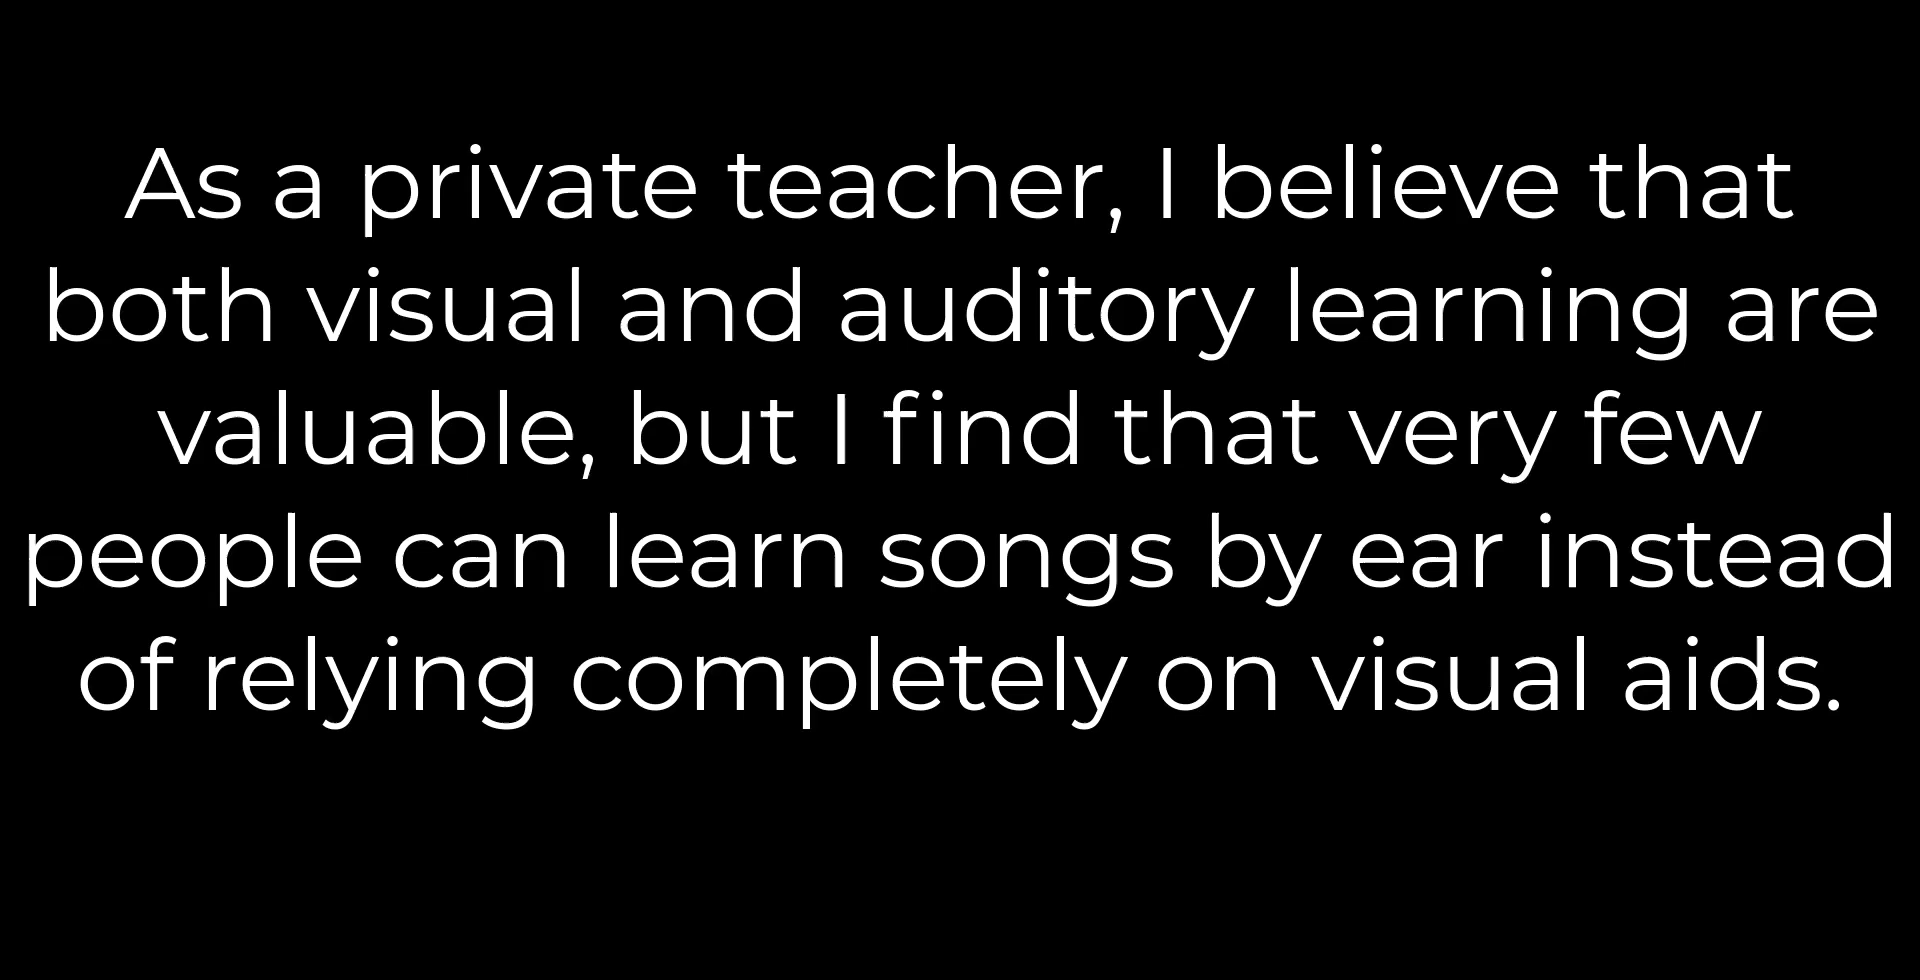 As a private teacher, I believe that
both visual and auditory learning are
valuable, but I find that very few
people can learn songs by ear instead
of relying completely on visual aids.